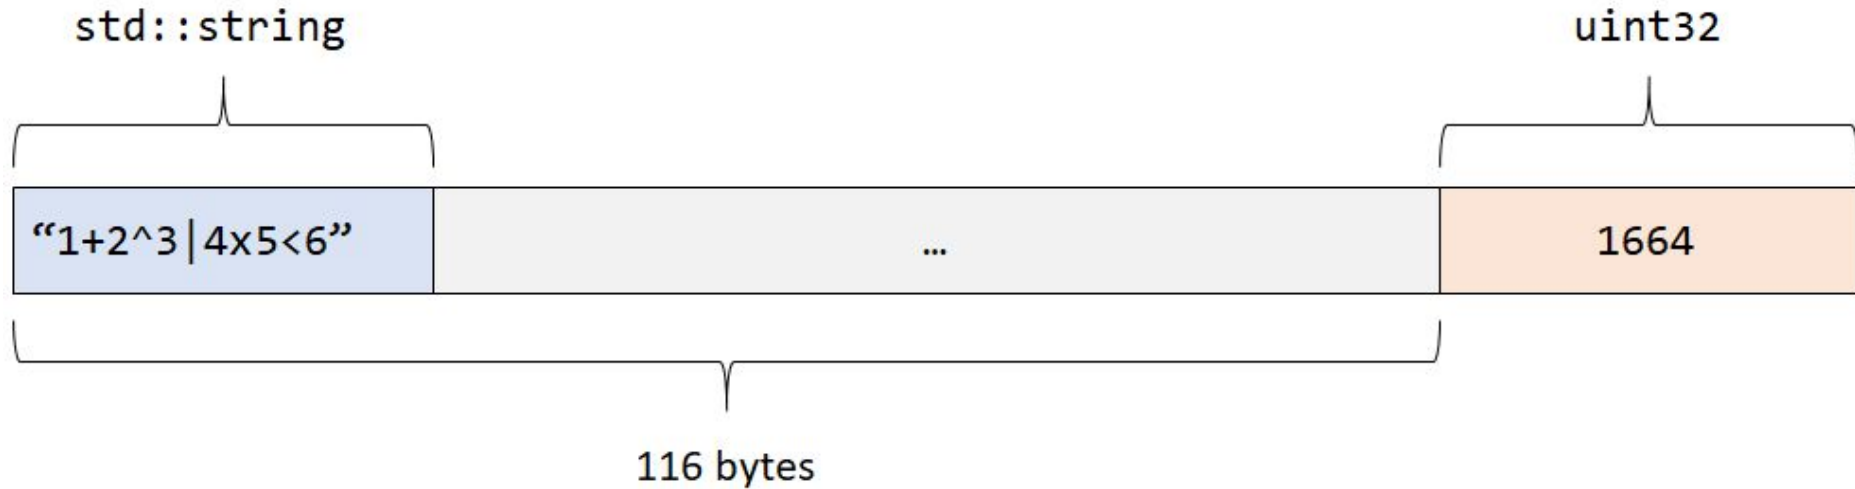 std::string
uint32
“1+2^3|4x5<6”
…
1664
116 bytes